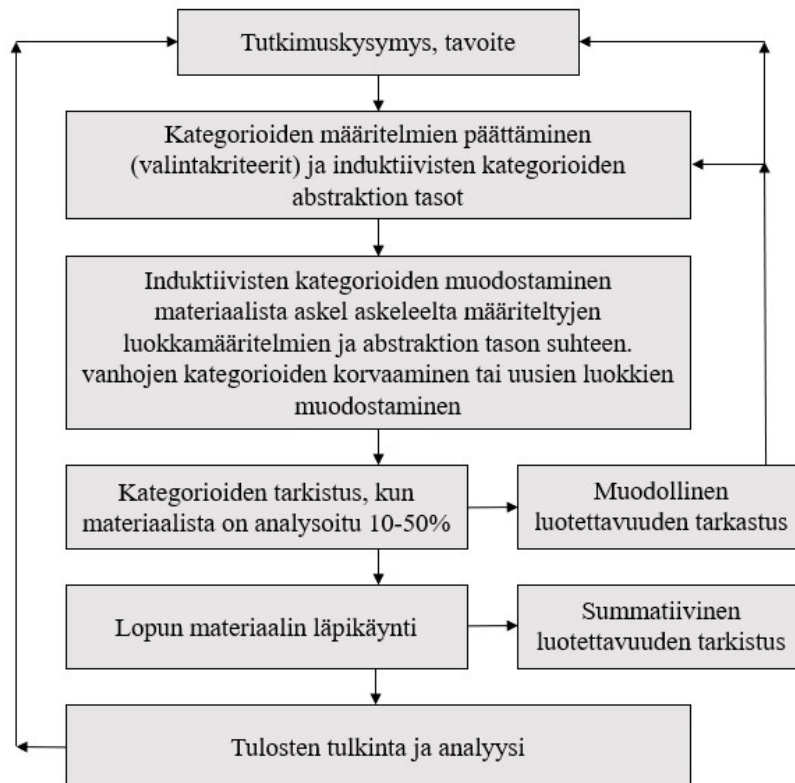 Tutkimuskysymys, tavoite
Kategorioiden määritelmien päättäminen
(valintakriteerit) ja induktiivisten kategorioiden
abstraktion tasot
Induktiivisten kategorioiden muodostaminen
materiaalista askel askeleelta määriteltyjen
luokkamääritelmien ja abstraktion tason suhteen.
vanhojen kategorioiden korvaaminen tai uusien luokkien
muodostaminen
Kategorioiden tarkistus, kun
materiaalista on analysoitu 10-50%
Muodollinen
luotettavuuden tarkastus
Lopun materiaalin läpikäynti
Summatiivinen
luotettavuuden tarkistus
Tulosten tulkinta ja analyysi